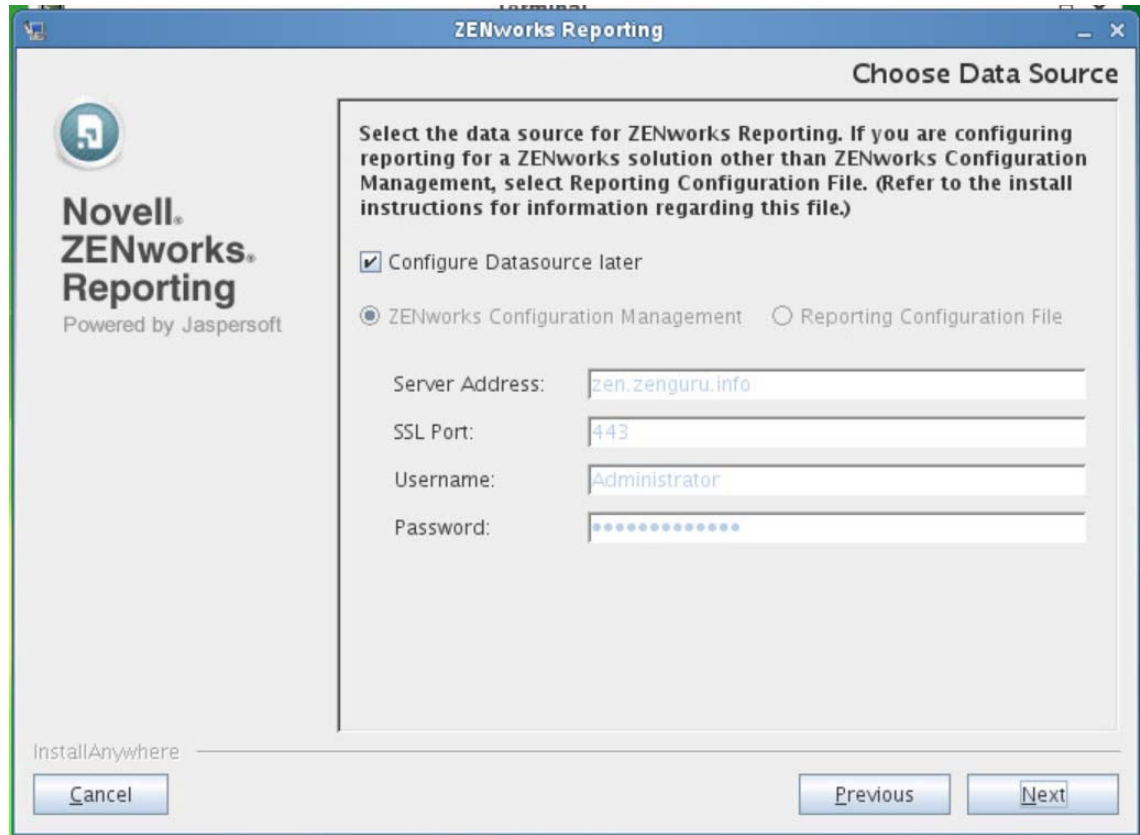 ZENworks Reporting
Choose Data Source
Novell®
ZENworks®
Reporting
Powered by Jaspersoft
Select the data source for ZENworks Reporting. If you are configuring
reporting for a ZENworks solution other than ZENworks Configuration
Management, select Reporting Configuration File. (Refer to the install
instructions for information regarding this file.)
Configure Datasource later
ZENworks Configuration Management Reporting Configuration File
Server Address: zen.zenguru.info
SSL Port: 443
Username: Administrator
Password: •••••••••••••
InstallAnywhere
Cancel Previous Next